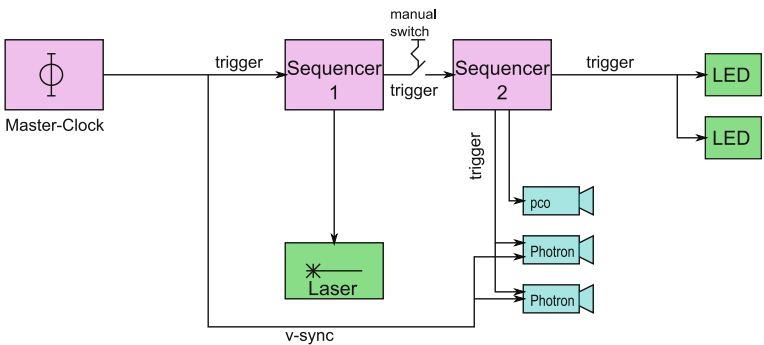 manual
switch
trigger
Sequencer
1
trigger
Sequencer
2
trigger
LED
Master-Clock
LED
trigger
pco
Photron
Laser
Photron
v-sync